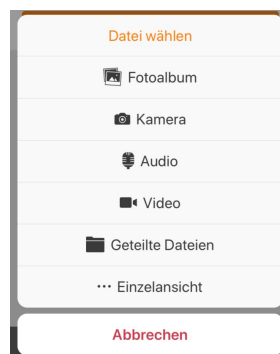 Datei wählen
Fotoalbum
Kamera
Audio
Video
Geteilte Dateien
Einzelansicht
Abbrechen